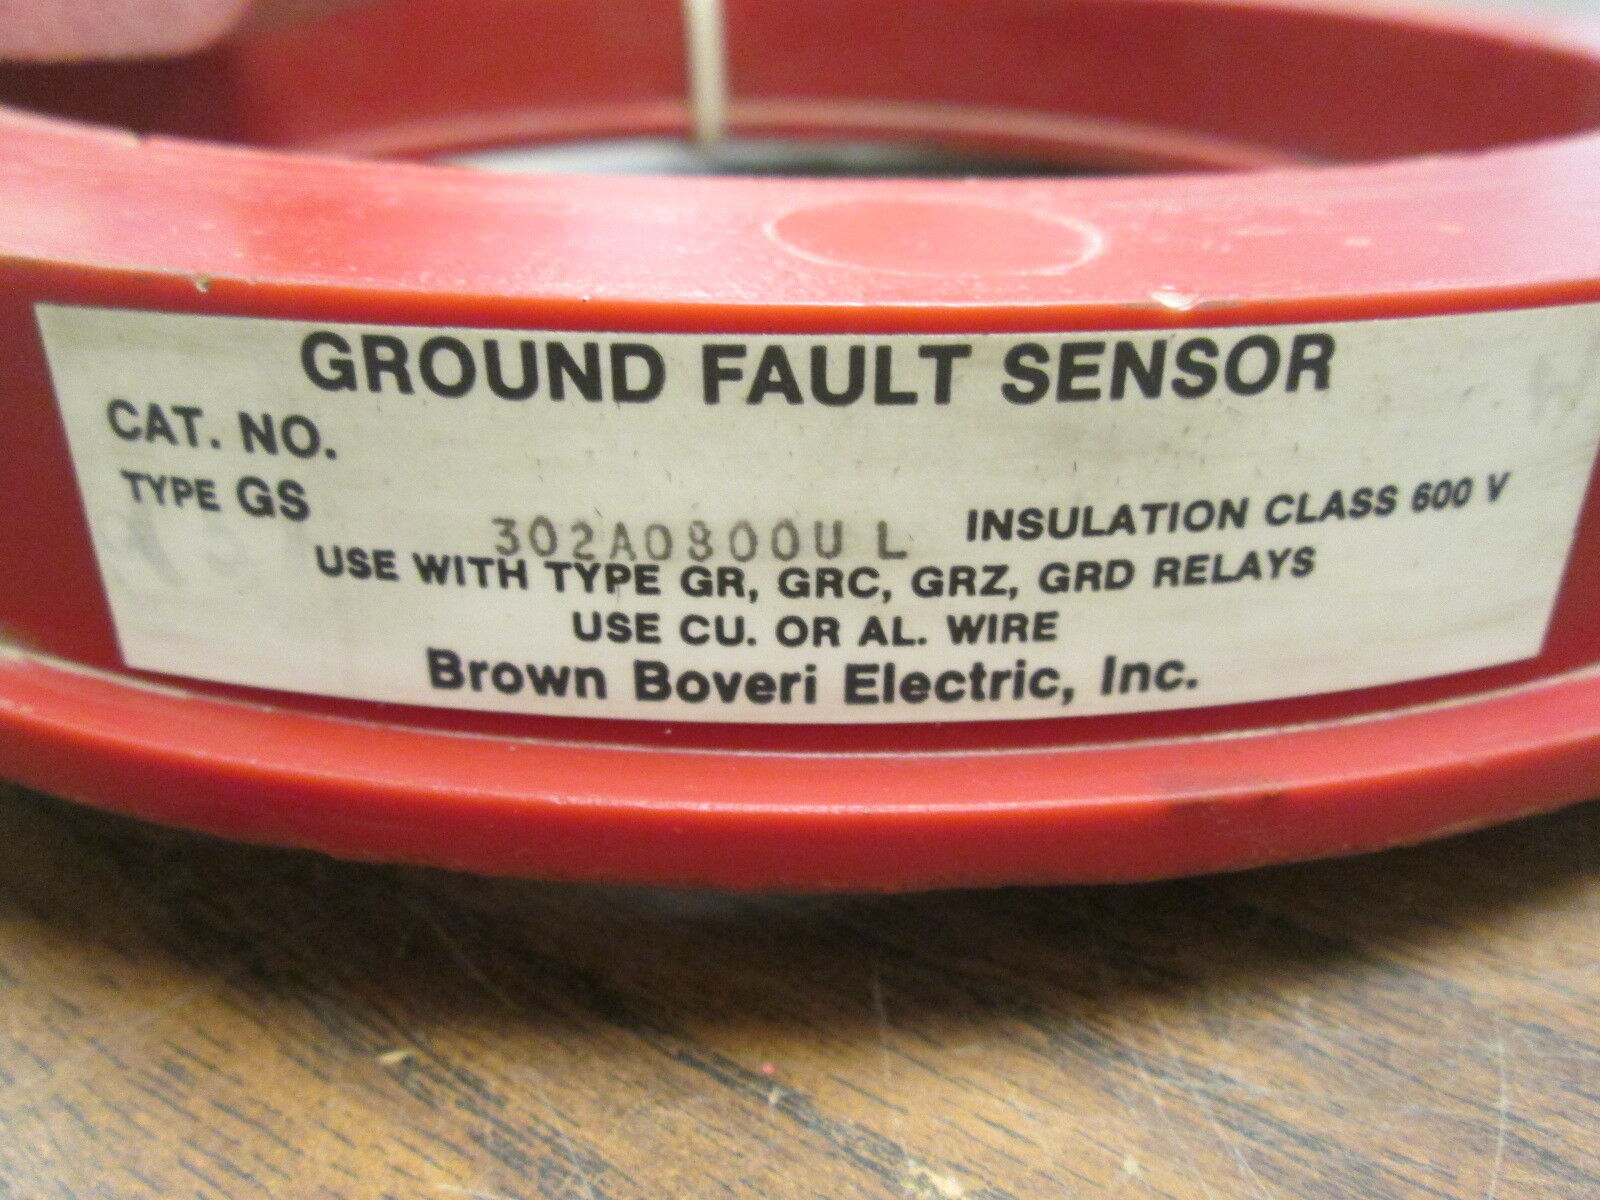 GROUND FAULT SENSOR
CAT. NO.
TYPE GS 302A0800UL INSULATION CLASS 600 V
USE WITH TYPE GR, GRC, GRZ, GRD RELAYS
USE CU. OR AL. WIRE
Brown Boveri Electric, Inc.